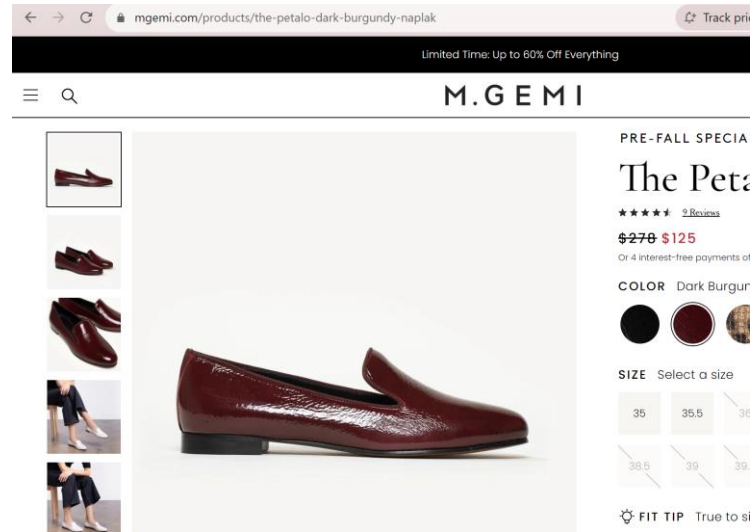 mgemi.com/products/the-petalo-dark-burgundy-naplak
Track pri
Limited Time: Up to 60% Off Everything
M.GEMI
PRE-FALL SPECIA
The Peta
9 Reviews
$278 $125
Or 4 interest-free payments of
COLOR Dark Burgun
SIZE Select a size
35 35.5 36
38.5 39 39.
FIT TIP True to si